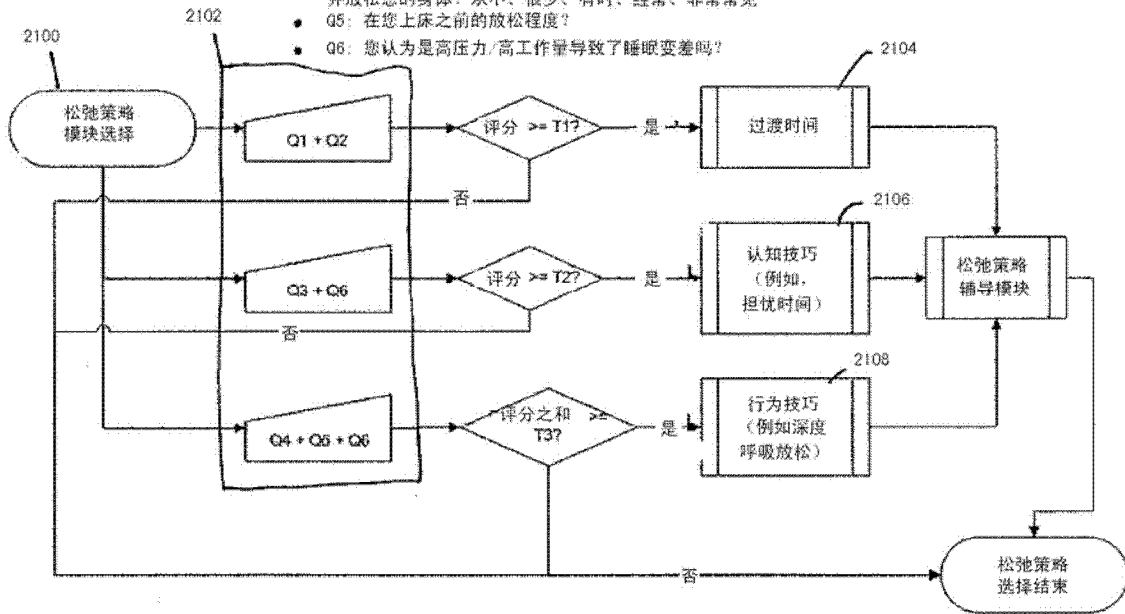 并放松您的身体？从不、很少、有时、经常、非常常见
● Q5: 在您上床之前的放松程度?
● Q6: 您认为是高压力/高工作量导致了睡眠变差吗?
2100
2102
2104
松弛策略
模块选择
Q1 + Q2
评分 >= T1?
是
过渡时间
否
2106
Q3 + Q6
评分 >= T2?
是
认知技巧
(例如,
担忧时间)
松弛策略
辅导模块
否
2108
Q4 + Q5 + Q6
评分之和 >=
T3?
是
行为技巧
(例如深度
呼吸放松)
否
松弛策略
选择结束